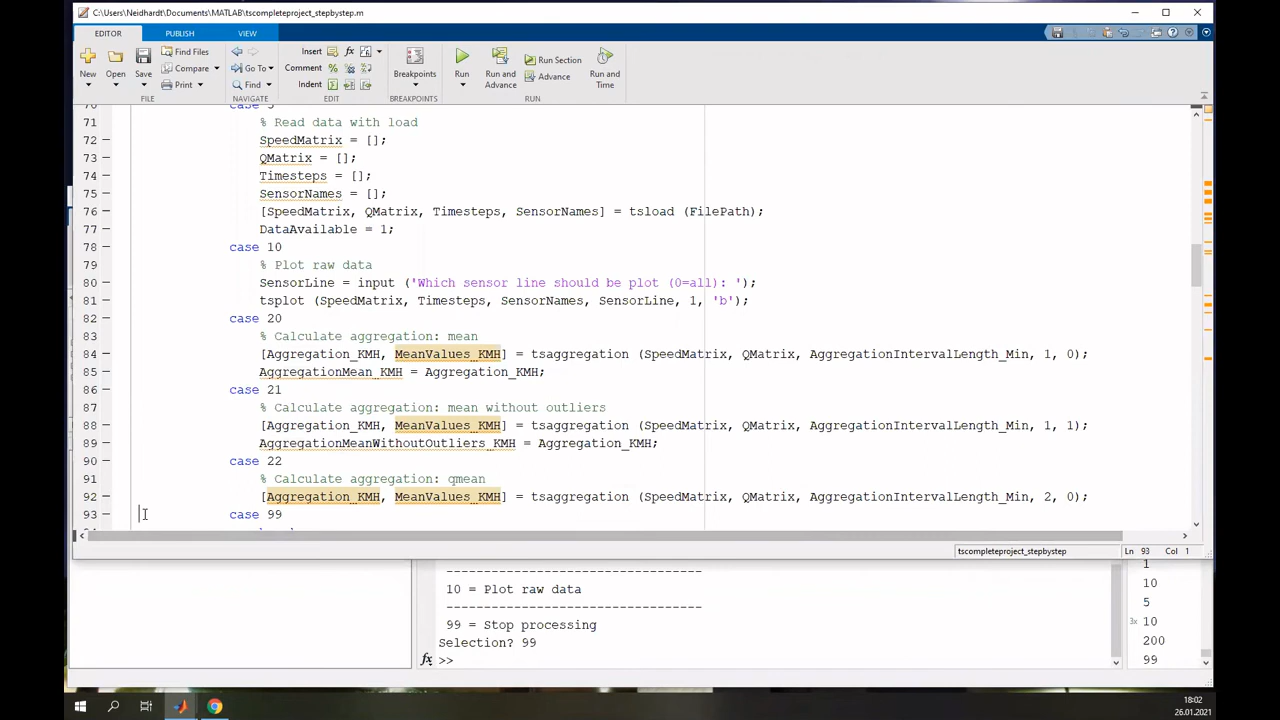 C:\Users\Neidhardt\Documents\MATLAB\tscompleteproject_stepbystep.m
EDITOR PUBLISH VIEW
New Open Save Find Files Compare Print Go To Find Insert Comment Indent Breakpoints Run Run and Advance Run Section Advance Run and Time
FILE NAVIGATE EDIT BREAKPOINTS RUN
71 % Read data with load
72 SpeedMatrix = [];
73 QMatrix = [];
74 Timesteps = [];
75 SensorNames = [];
76 [SpeedMatrix, QMatrix, Timesteps, SensorNames] = tsload (FilePath);
77 DataAvailable = 1;
78 case 10
79 % Plot raw data
80 SensorLine = input ('Which sensor line should be plot (0=all): ');
81 tsplot (SpeedMatrix, Timesteps, SensorNames, SensorLine, 1, 'b');
82 case 20
83 % Calculate aggregation: mean
84 [Aggregation_KMH, MeanValues_KMH] = tsaggregation (SpeedMatrix, QMatrix, AggregationIntervalLength_Min, 1, 0);
85 AggregationMean_KMH = Aggregation_KMH;
86 case 21
87 % Calculate aggregation: mean without outliers
88 [Aggregation_KMH, MeanValues_KMH] = tsaggregation (SpeedMatrix, QMatrix, AggregationIntervalLength_Min, 1, 1);
89 AggregationMeanWithoutOutliers_KMH = Aggregation_KMH;
90 case 22
91 % Calculate aggregation: qmean
92 [Aggregation_KMH, MeanValues_KMH] = tsaggregation (SpeedMatrix, QMatrix, AggregationIntervalLength_Min, 2, 0);
93 case 99
tscompleteproject_stepbystep Ln 93 Col 1
---------------------------------
10 = Plot raw data
---------------------------------
99 = Stop processing
Selection? 99
fx >>
1
10
5
3x 10
200
99
18:02
26.01.2021